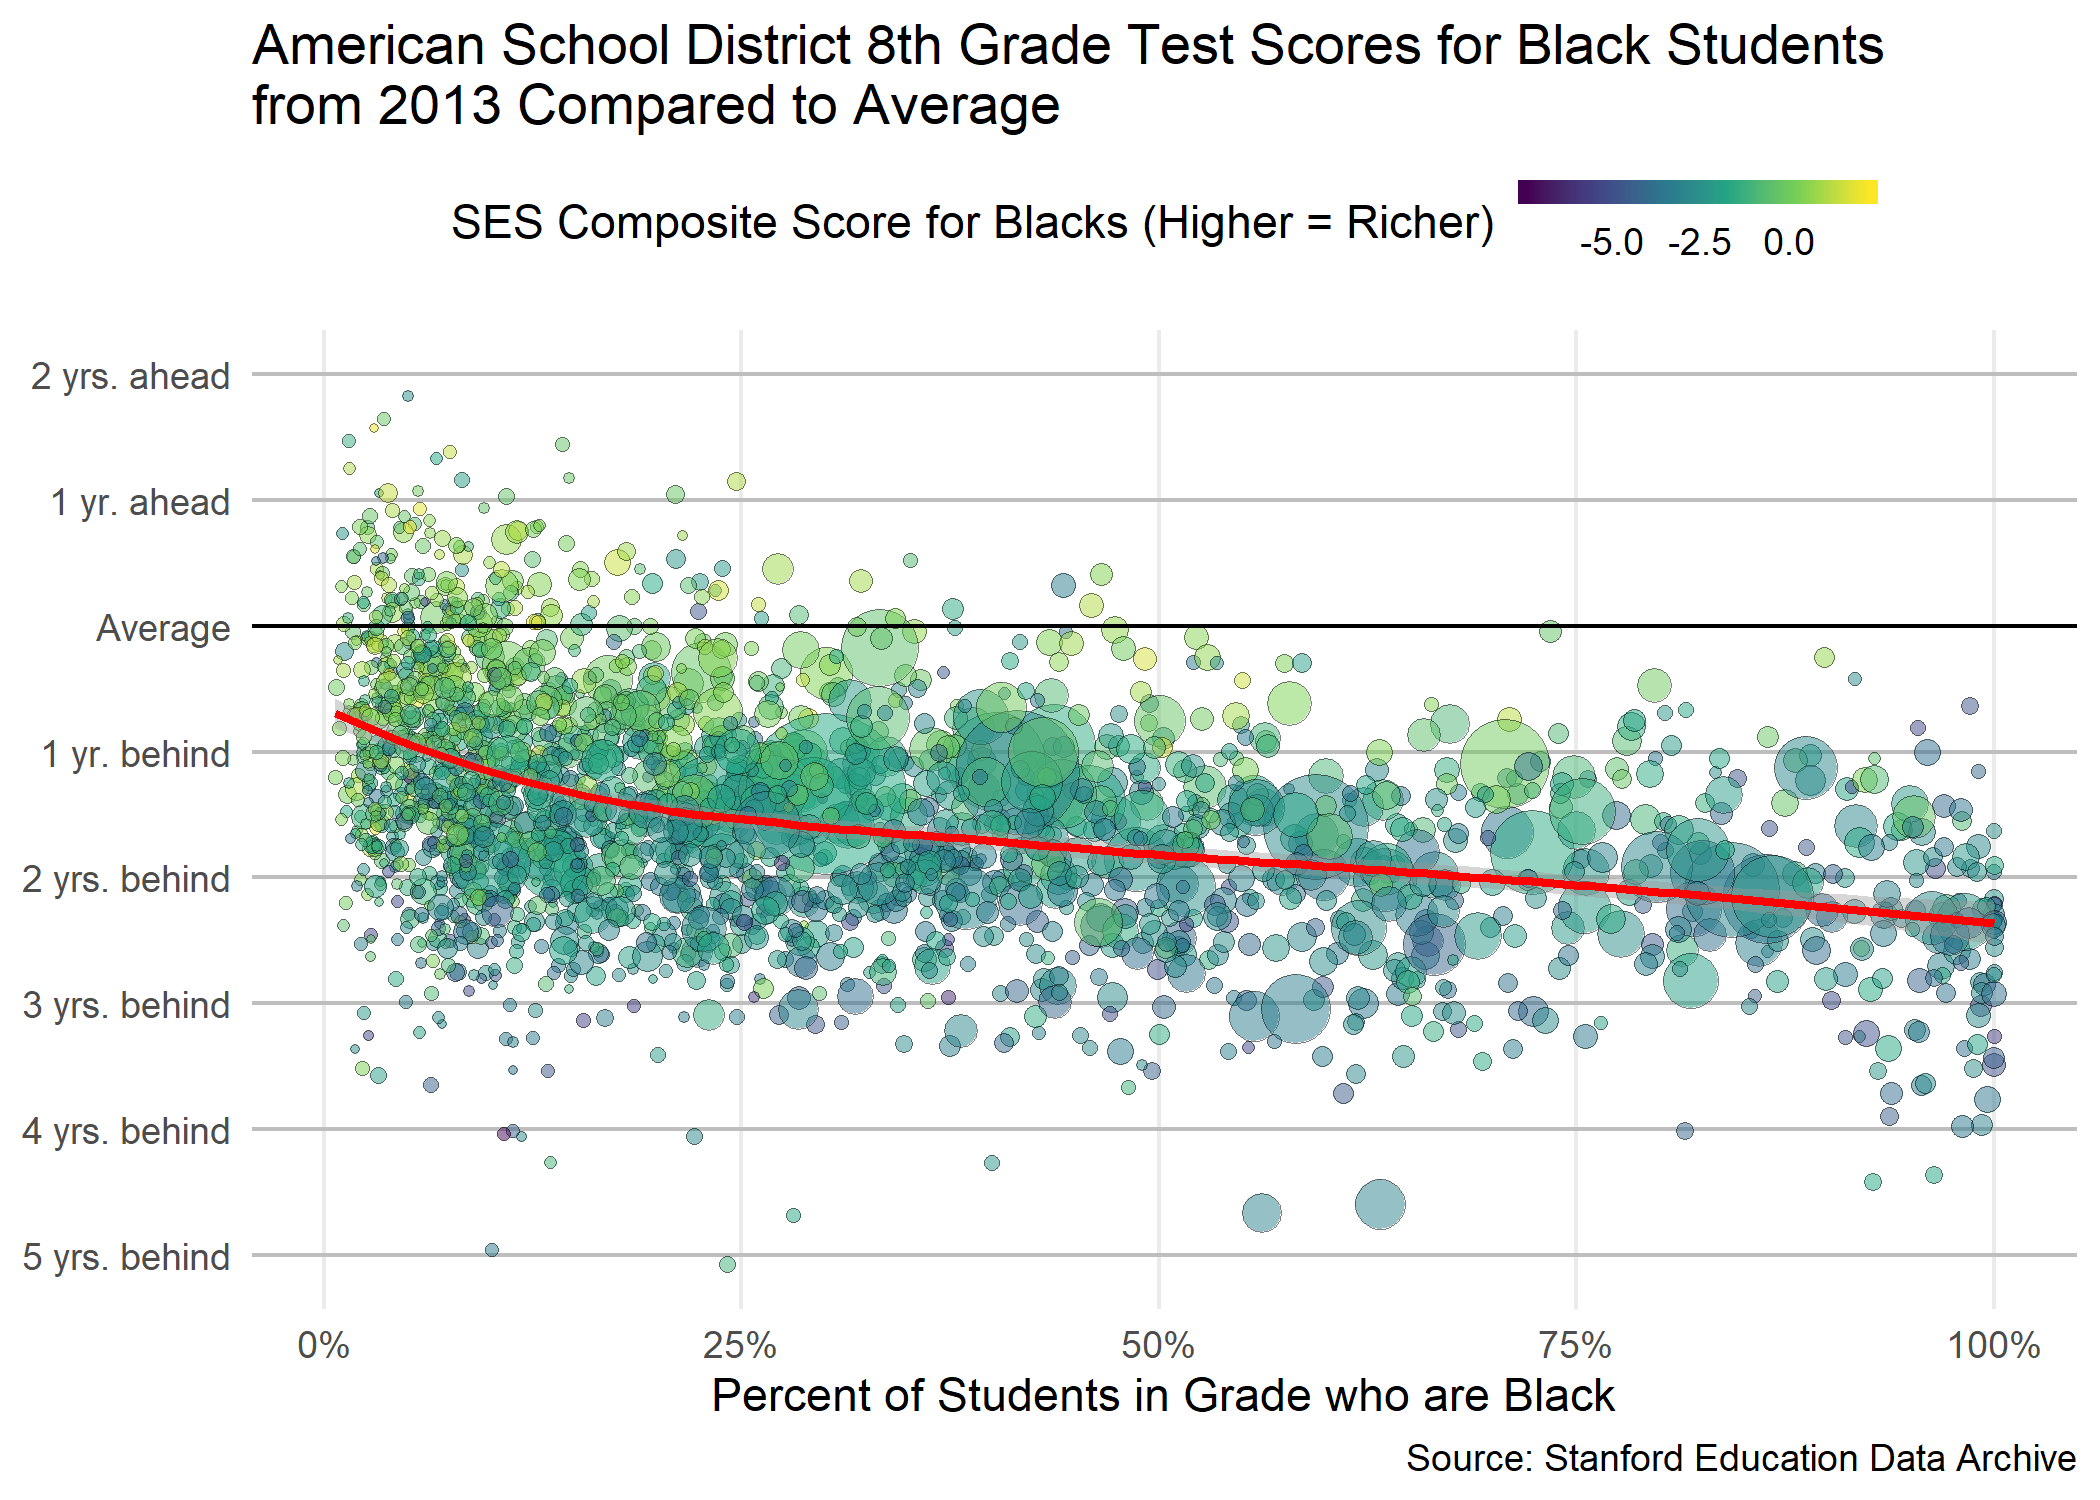 American School District 8th Grade Test Scores for Black Students
from 2013 Compared to Average
SES Composite Score for Blacks (Higher = Richer)
-5.0 -2.5 0.0
2 yrs. ahead
1 yr. ahead
Average
1 yr. behind
2 yrs. behind
3 yrs. behind
4 yrs. behind
5 yrs. behind
0% 25% 50% 75% 100%
Percent of Students in Grade who are Black
Source: Stanford Education Data Archive